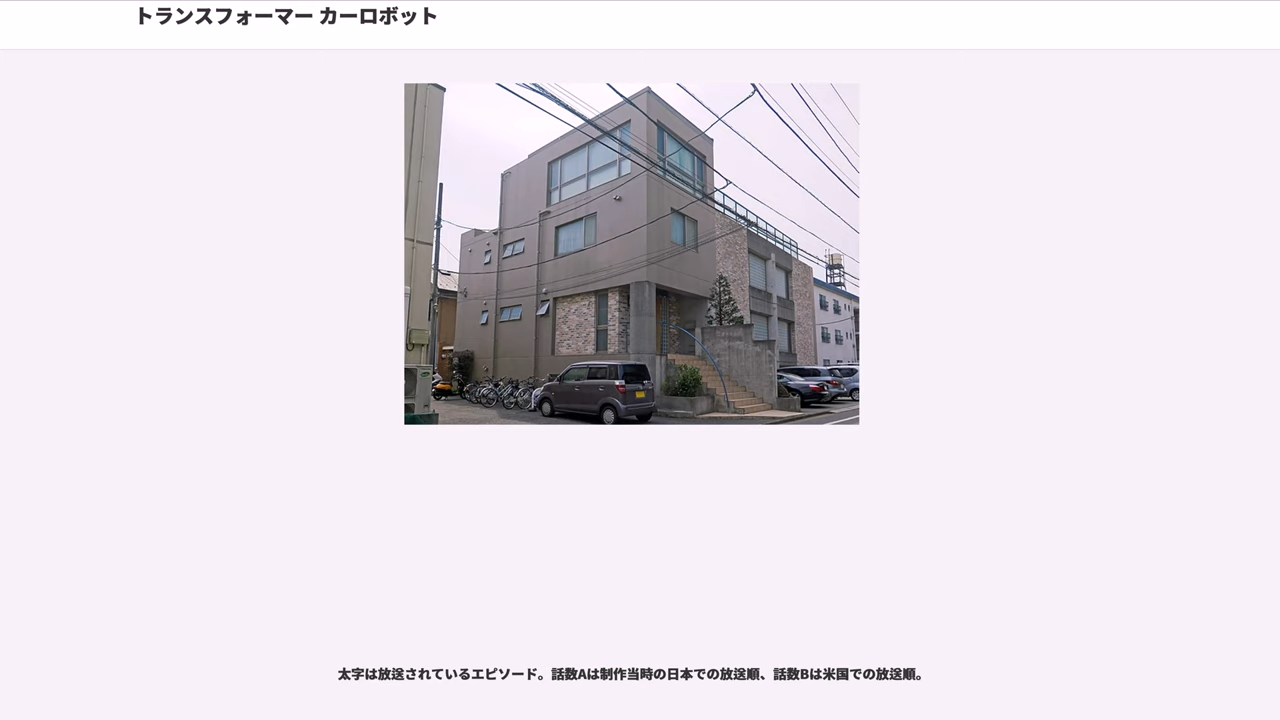 トランスフォーマー カーロボット
太字は放送されているエピソード。話数Aは制作当時の日本での放送順、話数Bは米国での放送順。